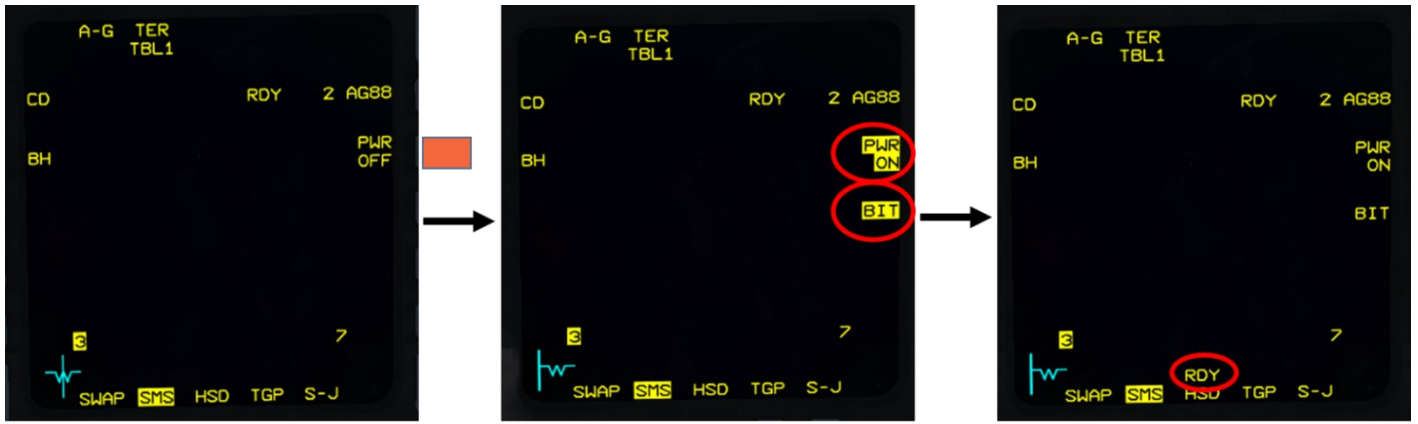 A-G TER
TBL1
CD RDY 2 AG88
PWR
BH OFF
3 7
SWAP SMS HSD TGP S-J
A-G TER
TBL1
CD RDY 2 AG88
PWR
BH ON
BIT
3 7
SWAP SMS HSD TGP S-J
A-G TER
TBL1
CD RDY 2 AG88
PWR
BH ON
BIT
3 7
RDY
SWAP SMS HSD TGP S-J